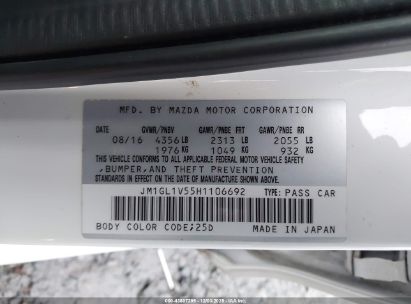 MFD. BY MAZDA MOTOR CORPORATION
GVWR/PNBV GAWR/PNBE FRT GAWR/PNBE RR
08/16 4356 LB 2313 LB 2055 LB
1976 KG 1049 KG 932 KG
THIS VEHICLE CONFORMS TO ALL APPLICABLE FEDERAL MOTOR VEHICLE SAFETY
, BUMPER, AND THEFT PREVENTION
STANDARDS IN EFFECT ON THE DATE OF MANUFACTURE SHOWN ABOVE.
JM1GL1V55H1106692 TYPE: PASS CAR
BODY COLOR CODE;25D MADE IN JAPAN